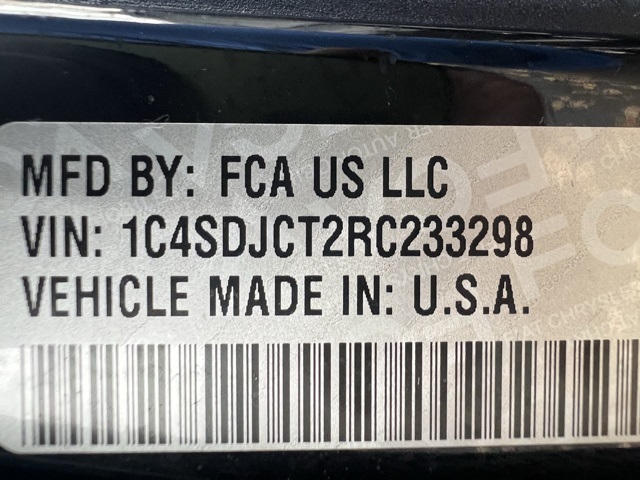 MFD BY: FCA US LLC
VIN: 1C4SDJCT2RC233298
VEHICLE MADE IN: U.S.A.